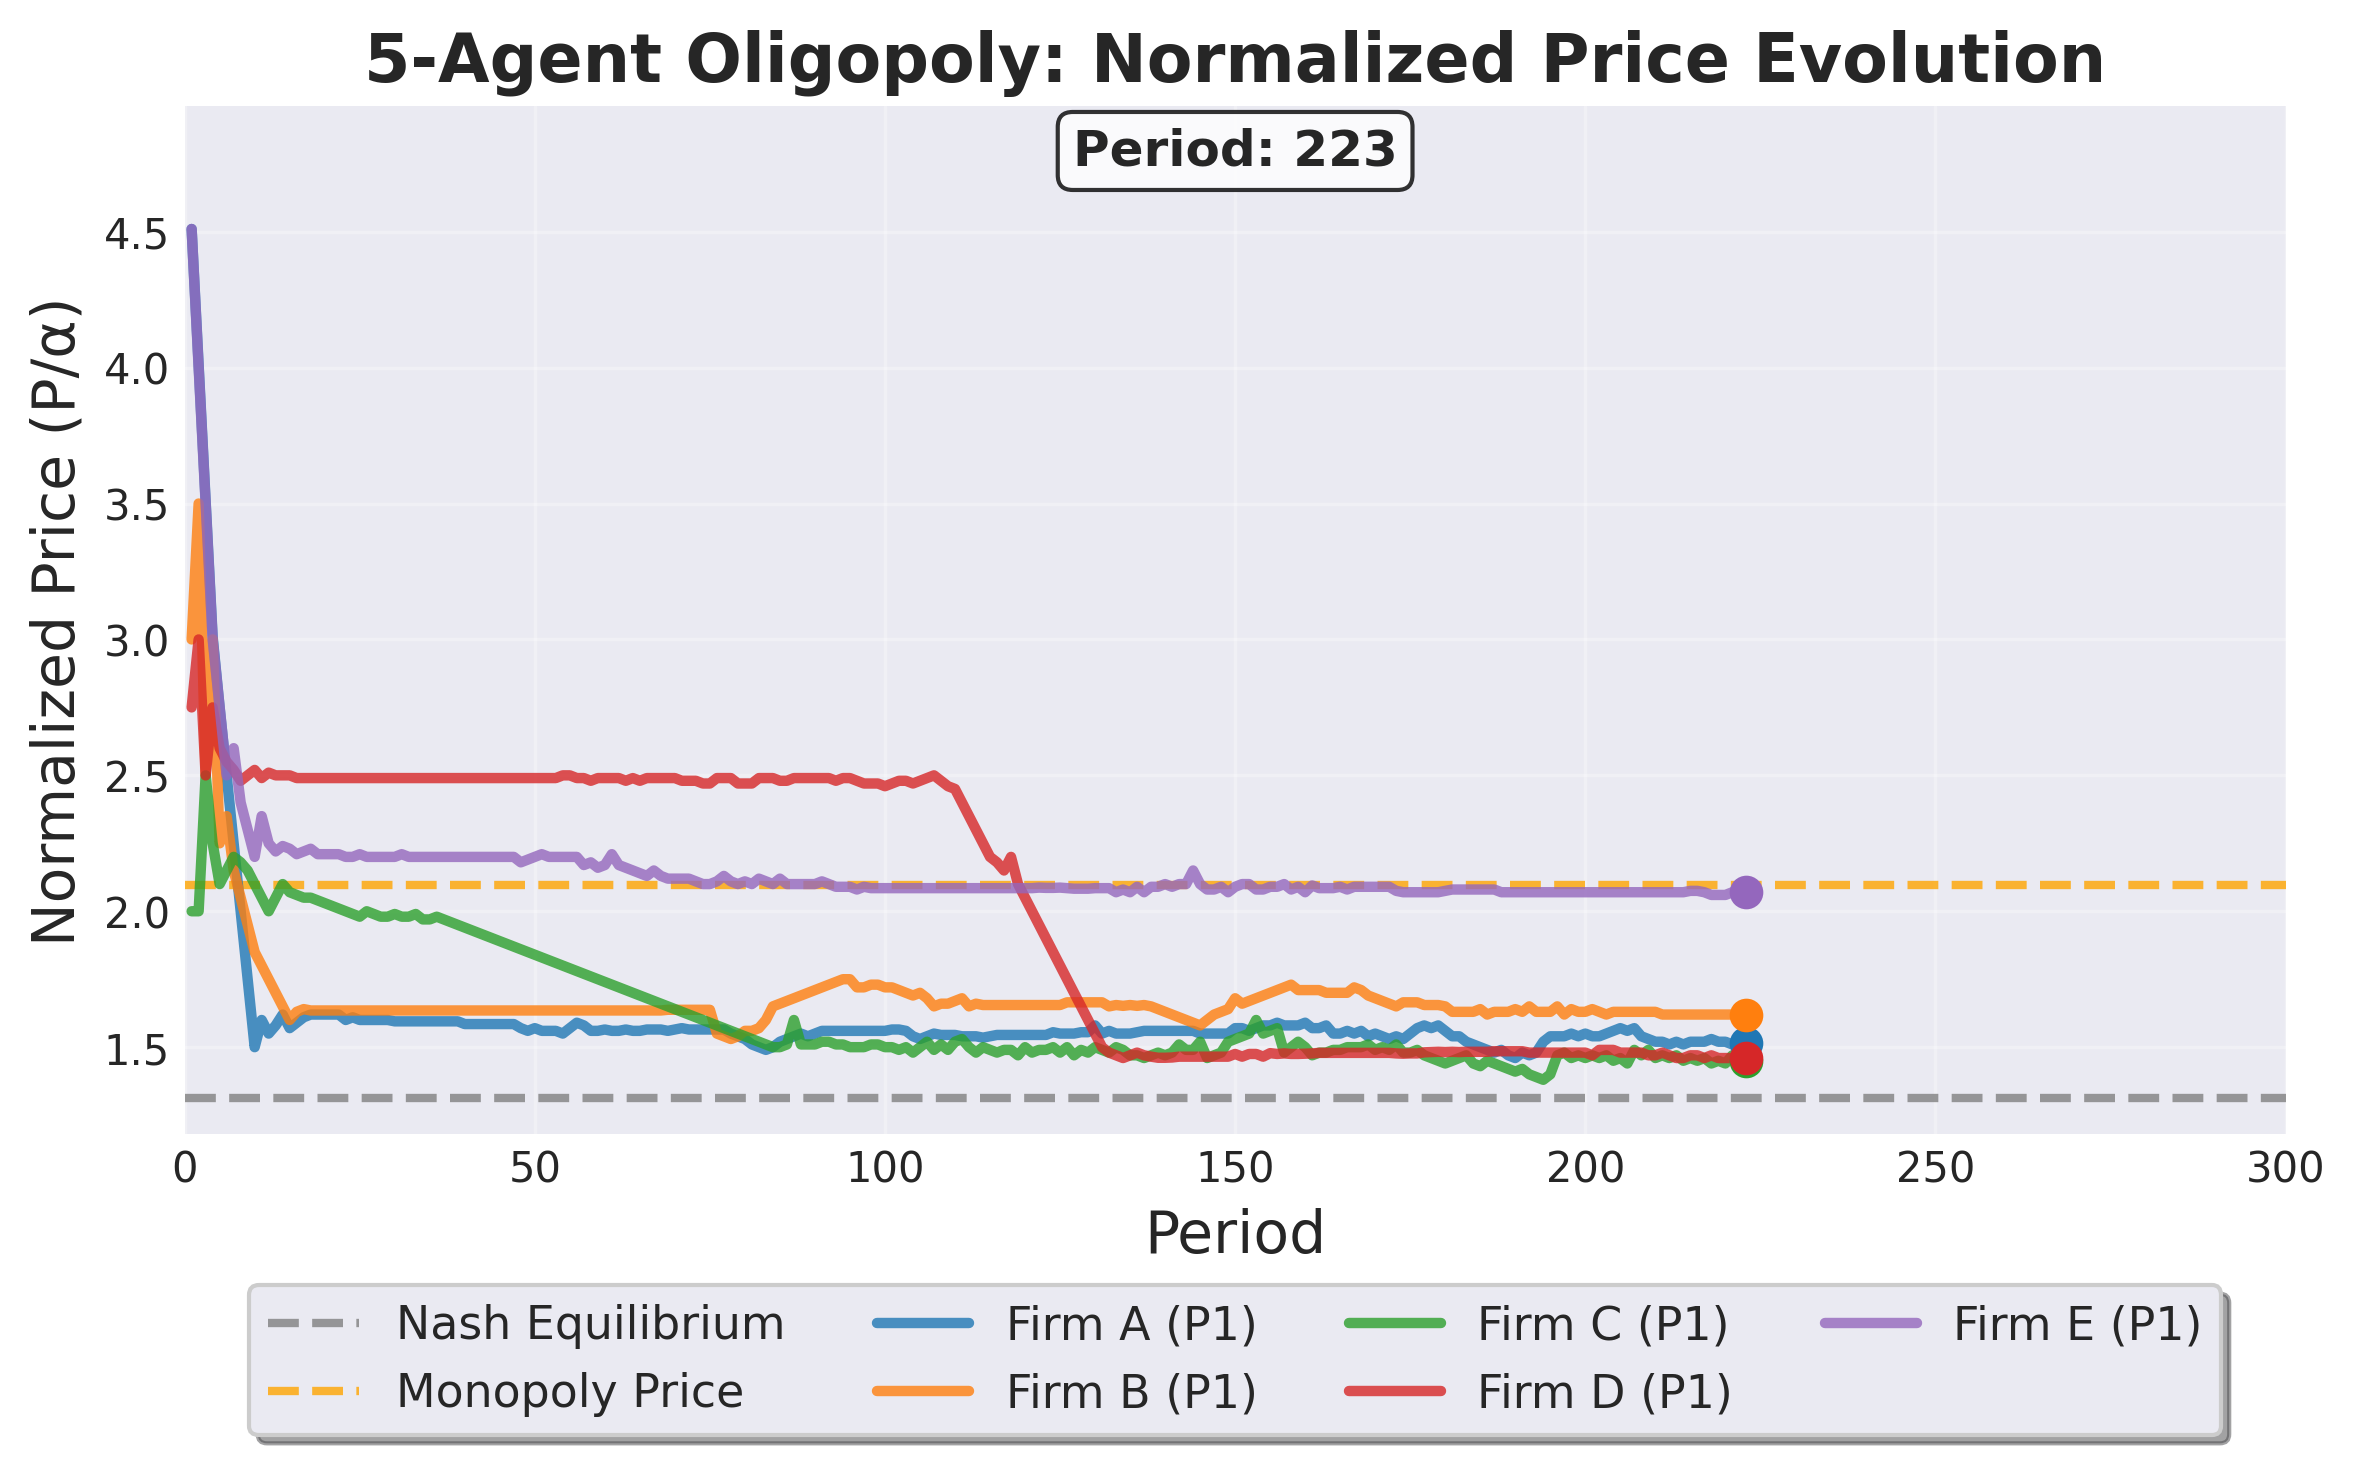 5-Agent Oligopoly: Normalized Price Evolution
Period: 223
Normalized Price (P/α)
4.5
4.0
3.5
3.0
2.5
2.0
1.5
0 50 100 150 200 250 300
Period
Nash Equilibrium
Monopoly Price
Firm A (P1)
Firm B (P1)
Firm C (P1)
Firm D (P1)
Firm E (P1)